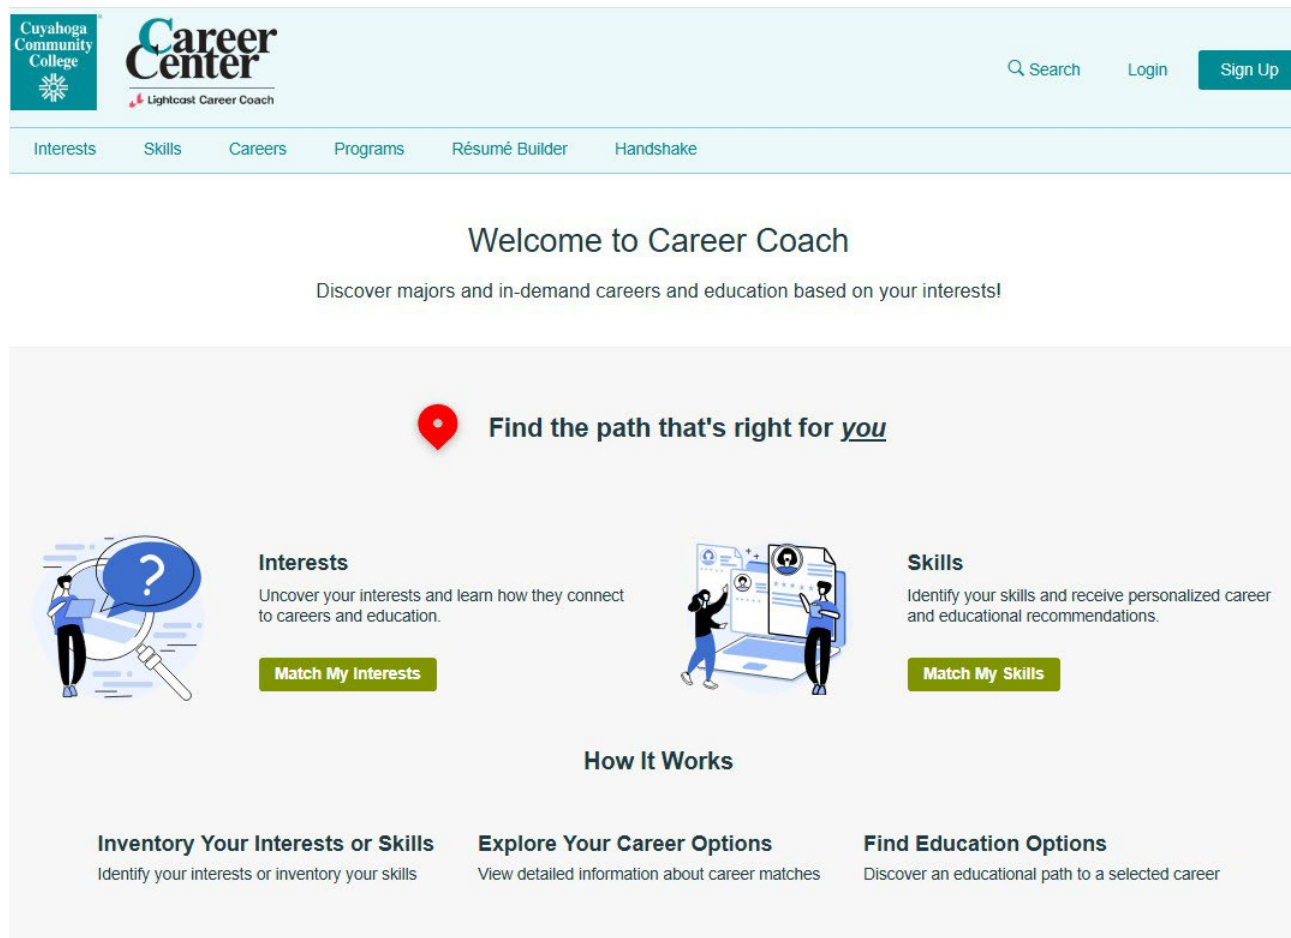 Cuyahoga
Community
College
Career
Center
Lightcast Career Coach
Search
Login
Sign Up
Interests
Skills
Careers
Programs
Résumé Builder
Handshake
Welcome to Career Coach
Discover majors and in-demand careers and education based on your interests!
Find the path that's right for you
?
Interests
Uncover your interests and learn how they connect
to careers and education.
Match My Interests
Skills
Identify your skills and receive personalized career
and educational recommendations.
Match My Skills
How It Works
Inventory Your Interests or Skills
Identify your interests or inventory your skills
Explore Your Career Options
View detailed information about career matches
Find Education Options
Discover an educational path to a selected career